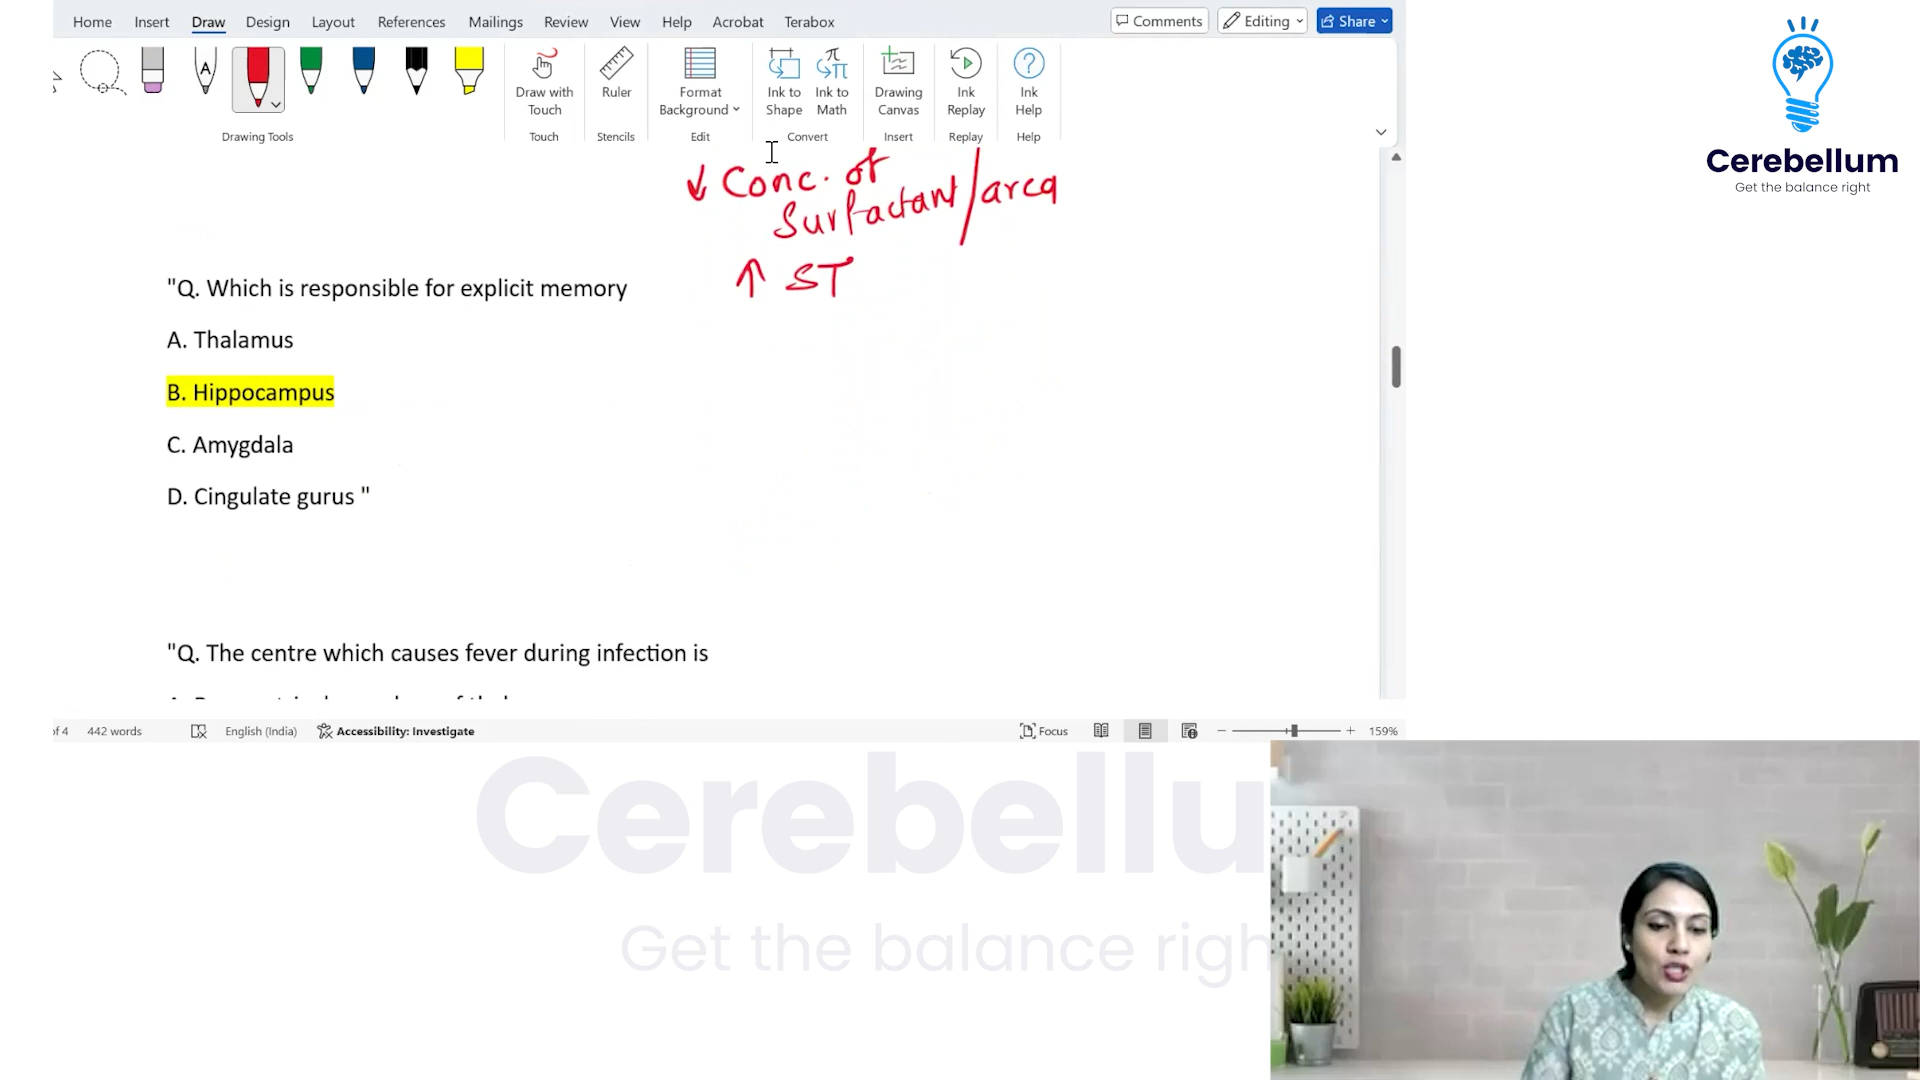 Home Insert Draw Design Layout References Mailings Review View Help Acrobat Terabox
Comments Editing Share
A
Draw with Touch
Ruler
Format Background
Ink to Shape
Ink to Math
Drawing Canvas
Ink Replay
Ink Help
Drawing Tools Touch Stencils Edit Convert Insert Replay Help
Cerebellum
Get the balance right
↓ Conc. of
Surfactant/area
↑ ST
"Q. Which is responsible for explicit memory
A. Thalamus
B. Hippocampus
C. Amygdala
D. Cingulate gurus "
"Q. The centre which causes fever during infection is
of 4 442 words English (India) Accessibility: Investigate Focus 159%
Cerebellu
Get the balance righ